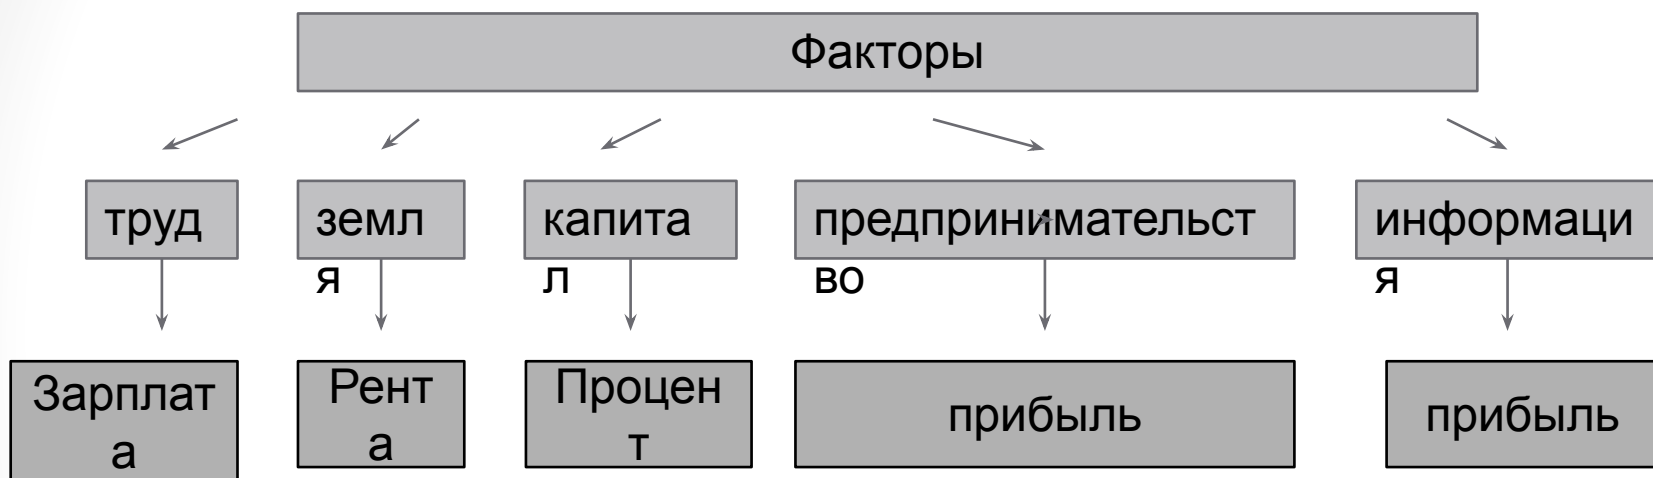 Факторы
труд
земл
я
капита
л
предпринимательст
во
информаци
я
Зарплат
а
Рент
а
Процен
т
прибыль
прибыль